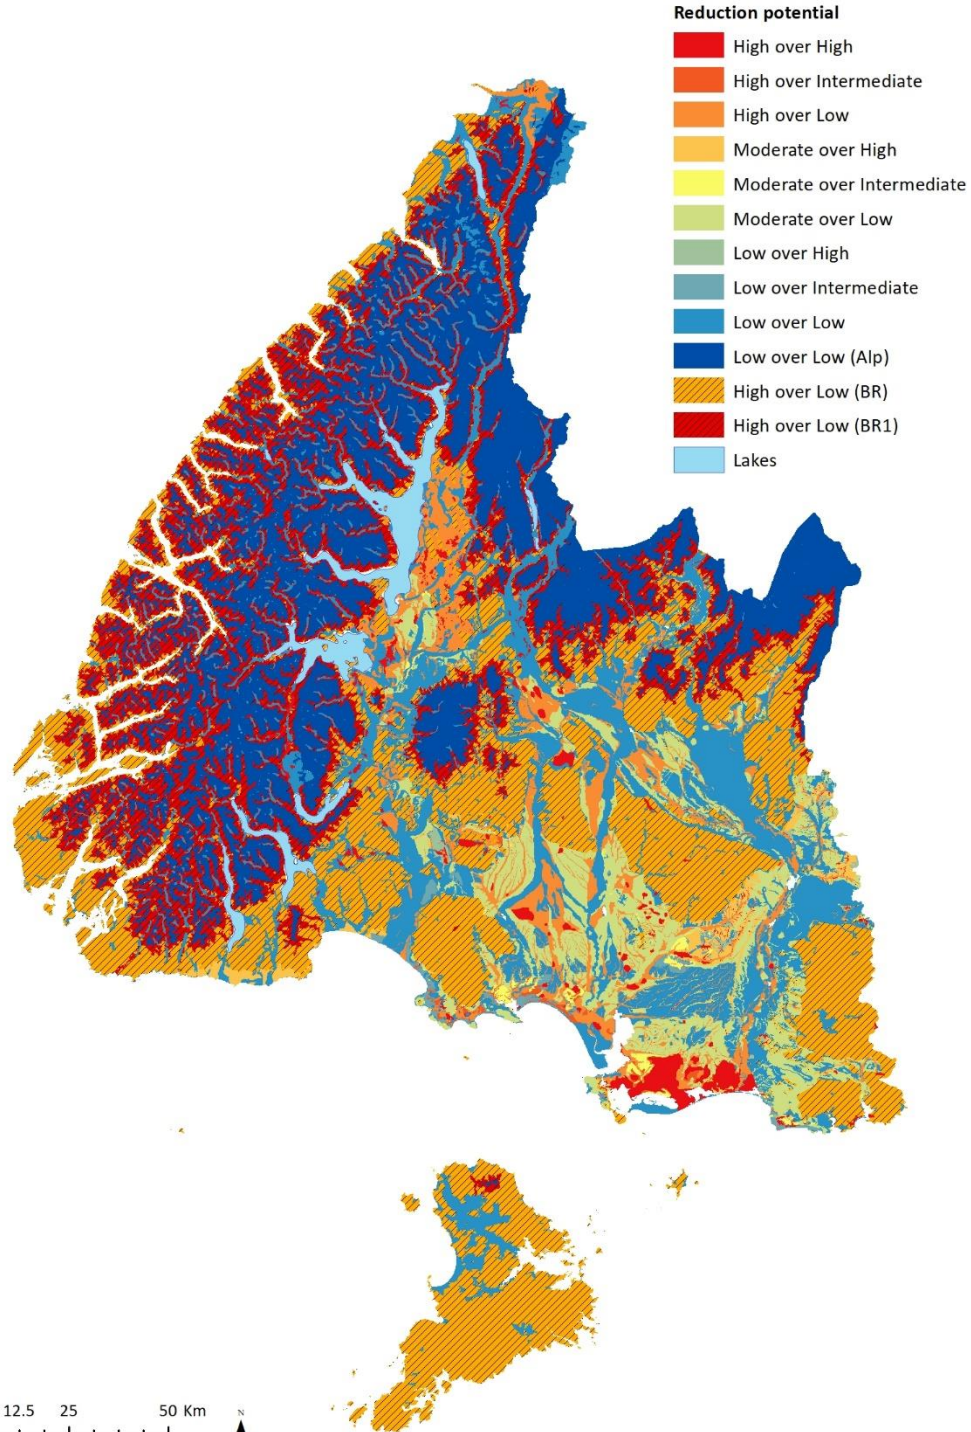 Reduction potential
High over High
High over Intermediate
High over Low
Moderate over High
Moderate over Intermediate
Moderate over Low
Low over High
Low over Intermediate
Low over Low
Low over Low (Alp)
High over Low (BR)
High over Low (BR1)
Lakes
12.5 25 50 Km
N